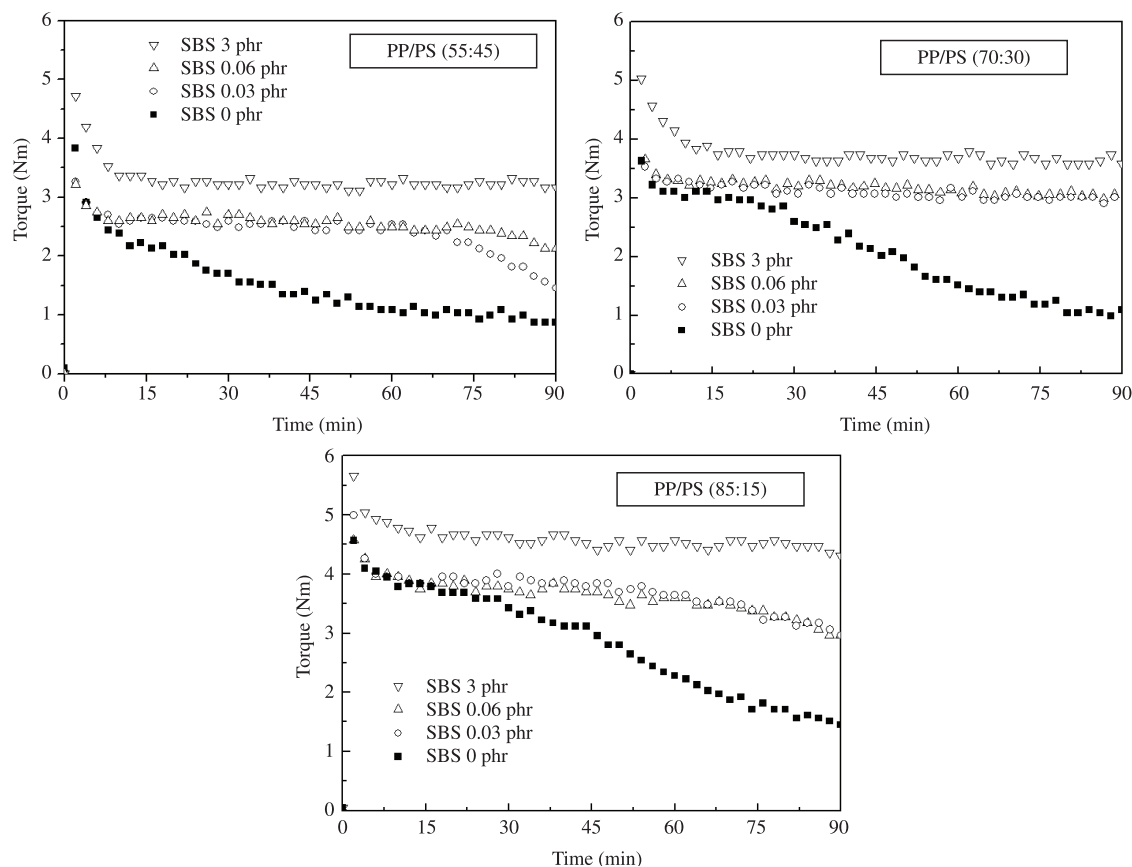 PP/PS (55:45)
SBS 3 phr
SBS 0.06 phr
SBS 0.03 phr
SBS 0 phr
Torque (Nm)
6
5
4
3
2
1
0
0 15 30 45 60 75 90
Time (min)
PP/PS (70:30)
SBS 3 phr
SBS 0.06 phr
SBS 0.03 phr
SBS 0 phr
Torque (Nm)
6
5
4
3
2
1
0
0 15 30 45 60 75 90
Time (min)
PP/PS (85:15)
SBS 3 phr
SBS 0.06 phr
SBS 0.03 phr
SBS 0 phr
Torque (Nm)
6
5
4
3
2
1
0
0 15 30 45 60 75 90
Time (min)